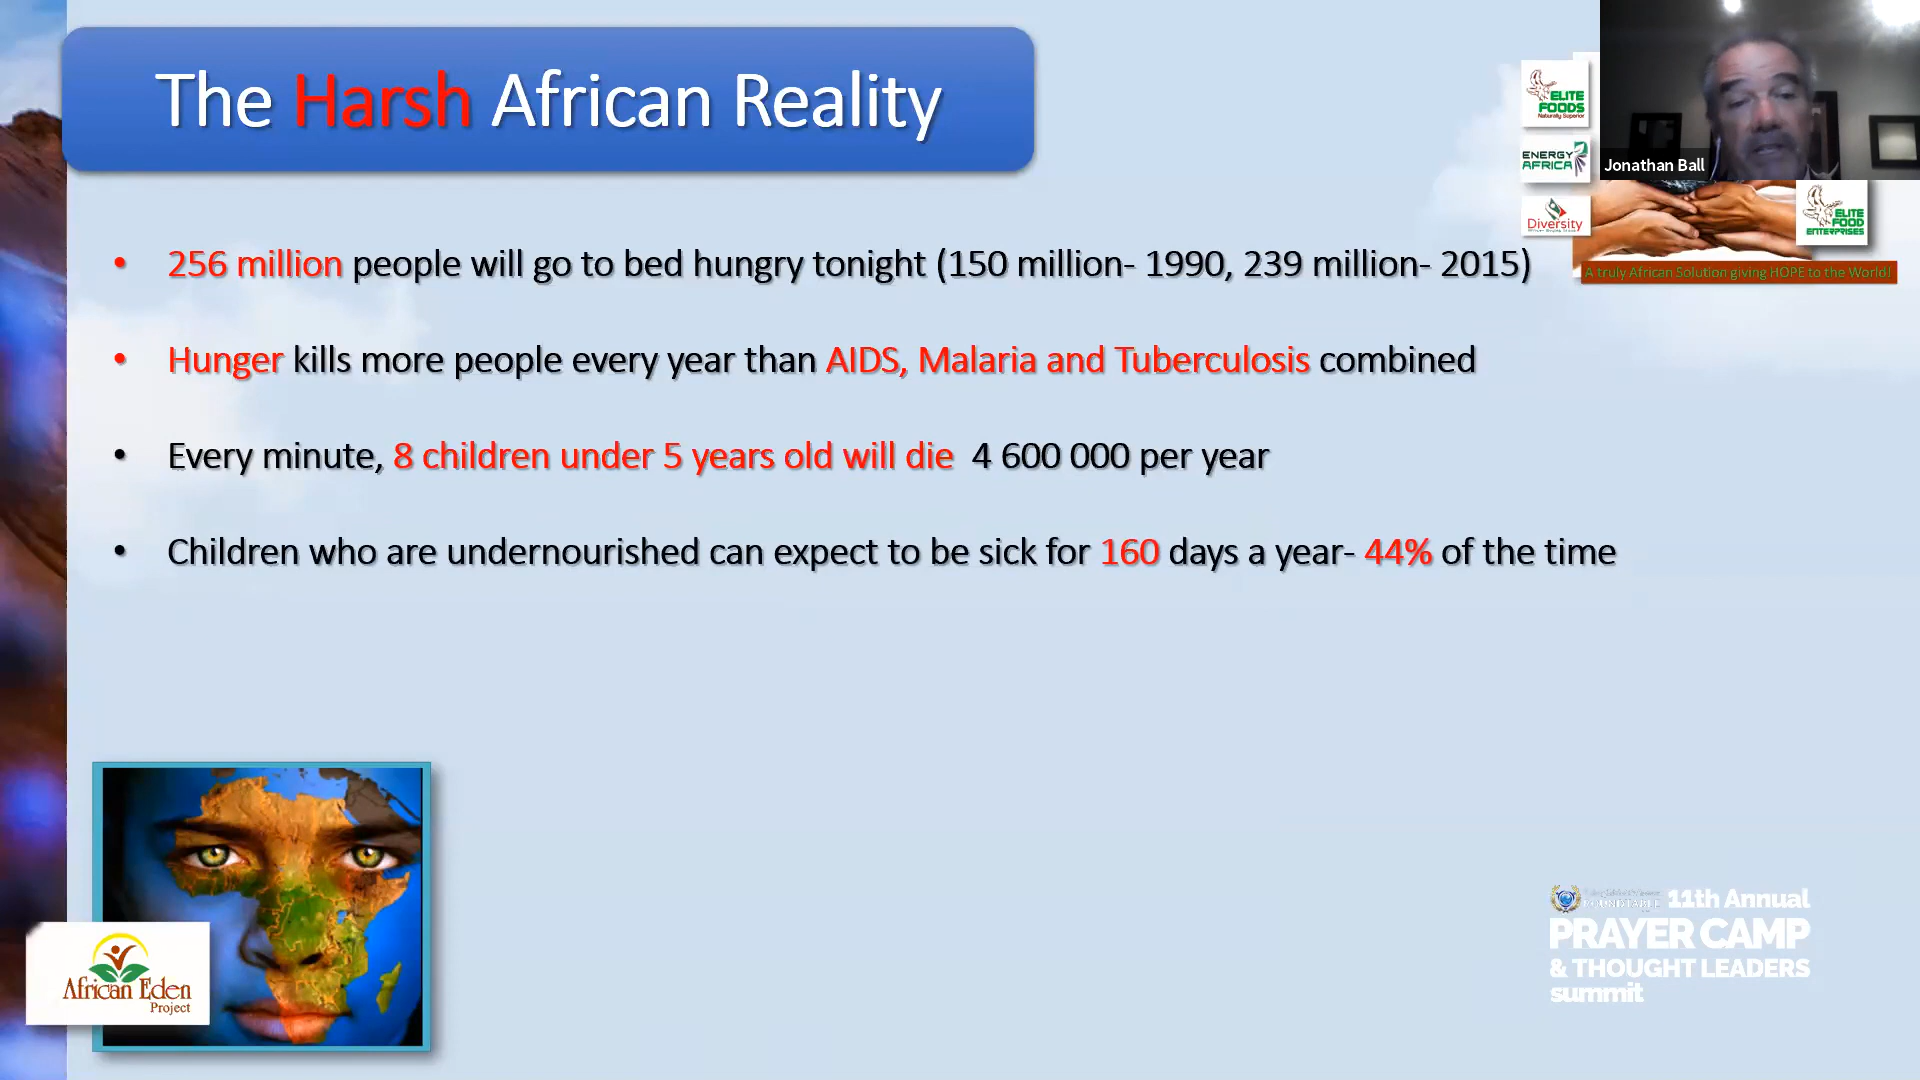 The Harsh African Reality
ELITE
FOODS
Naturally Superior
ENERGY
AFRICA
Diversity
Jonathan Ball
ELITE
FOOD
ENTERPRISES
A truly African Solution giving HOPE to the World!
• 256 million people will go to bed hungry tonight (150 million- 1990, 239 million- 2015)
• Hunger kills more people every year than AIDS, Malaria and Tuberculosis combined
• Every minute, 8 children under 5 years old will die 4 600 000 per year
• Children who are undernourished can expect to be sick for 160 days a year- 44% of the time
African Eden
Project
ROUNDTABLE 11th Annual
PRAYER CAMP
& THOUGHT LEADERS
summit